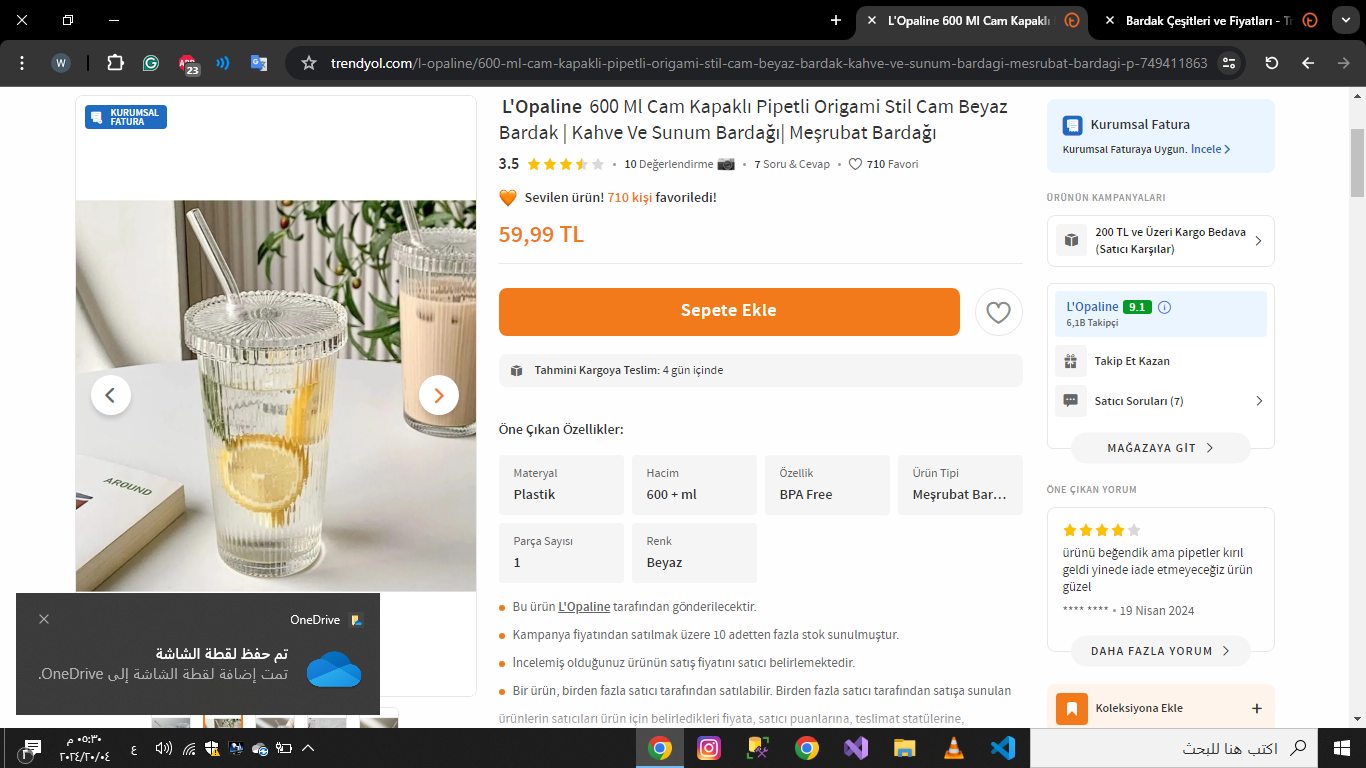 L'Opaline 600 Ml Cam Kapaklı
Bardak Çeşitleri ve Fiyatları - T
W
23
trendyol.com/l-opaline/600-ml-cam-kapakli-pipetli-origami-stil-cam-beyaz-bardak-kahve-ve-sunum-bardagi-mesrubat-bardagi-p-749411863
KURUMSAL
FATURA
AROUND
L'Opaline 600 Ml Cam Kapaklı Pipetli Origami Stil Cam Beyaz
Bardak | Kahve Ve Sunum Bardağı| Meşrubat Bardağı
3.5 • 10 Değerlendirme • 7 Soru & Cevap • 710 Favori
Sevilen ürün! 710 kişi favoriledi!
59,99 TL
Sepete Ekle
Tahmini Kargoya Teslim: 4 gün içinde
Öne Çıkan Özellikler:
Materyal
Plastik
Hacim
600 + ml
Özellik
BPA Free
Ürün Tipi
Meşrubat Bar...
Parça Sayısı
1
Renk
Beyaz
Bu ürün L'Opaline tarafından gönderilecektir.
Kampanya fiyatından satılmak üzere 10 adetten fazla stok sunulmuştur.
İncelemiş olduğunuz ürünün satış fiyatını satıcı belirlemektedir.
Bir ürün, birden fazla satıcı tarafından satılabilir. Birden fazla satıcı tarafından satışa sunulan
ürünlerin satıcıları ürün için belirledikleri fiyata, satıcı puanlarına, teslimat statülerine,
Kurumsal Fatura
Kurumsal Faturaya Uygun. İncele
ÜRÜNÜN KAMPANYALARI
200 TL ve Üzeri Kargo Bedava
(Satıcı Karşılar)
L'Opaline 9.1
6,1B Takipçi
Takip Et Kazan
Satıcı Soruları (7)
MAĞAZAYA GİT
ÖNE ÇIKAN YORUM
ürünü beğendik ama pipetler kırıl
geldi yinede iade etmeyeceğiz ürün
güzel
**** **** • 19 Nisan 2024
DAHA FAZLA YORUM
Koleksiyona Ekle
OneDrive
تم حفظ لقطة الشاشة
تمت إضافة لقطة الشاشة إلى OneDrive.
٠٥:٣٠ م
ع
اكتب هنا للبحث